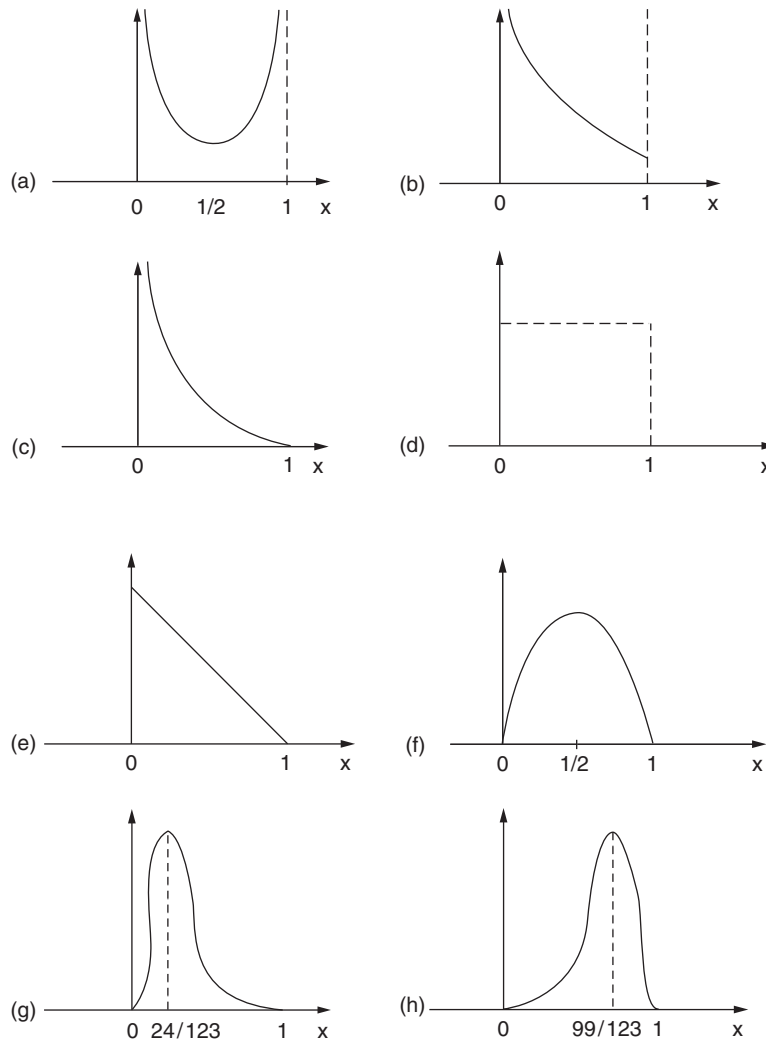 (a)
0 1/2 1 x
(b)
0 1 x
(c)
0 1 x
(d)
0 1 x
(e)
0 1 x
(f)
0 1/2 1 x
(g)
0 24/123 1 x
(h)
0 99/123 1 x